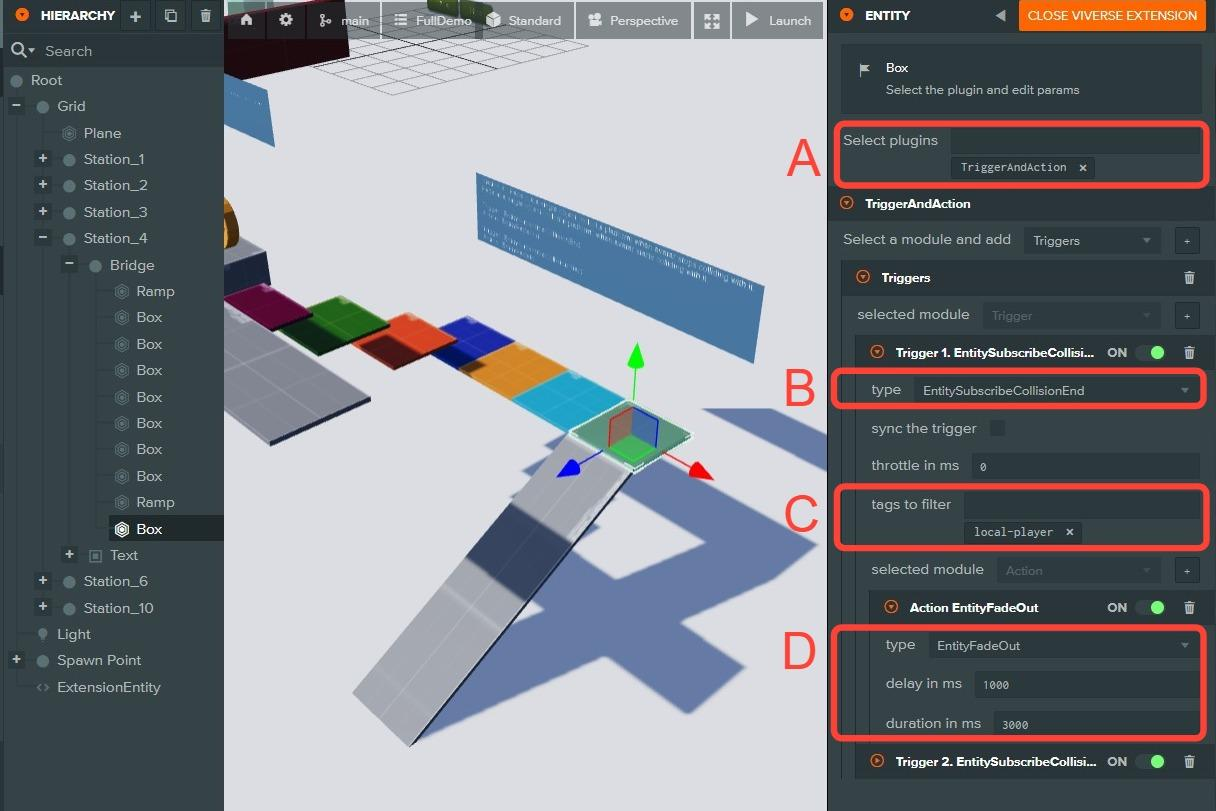 HIERARCHY
Search
Root
Grid
Plane
Station_1
Station_2
Station_3
Station_4
Bridge
Ramp
Box
Box
Box
Box
Box
Box
Box
Ramp
Box
Text
Station_6
Station_10
Light
Spawn Point
ExtensionEntity
main
FullDemo
Standard
Perspective
Launch
A
B
C
D
ENTITY
CLOSE VIVERSE EXTENSION
Box
Select the plugin and edit params
Select plugins
TriggerAndAction ×
TriggerAndAction
Select a module and add Triggers +
Triggers
selected module Trigger +
Trigger 1. EntitySubscribeCollisi... ON
type EntitySubscribeCollisionEnd
sync the trigger
throttle in ms 0
tags to filter
local-player ×
selected module Action +
Action EntityFadeOut ON
type EntityFadeOut
delay in ms 1000
duration in ms 3000
Trigger 2. EntitySubscribeCollisi... ON